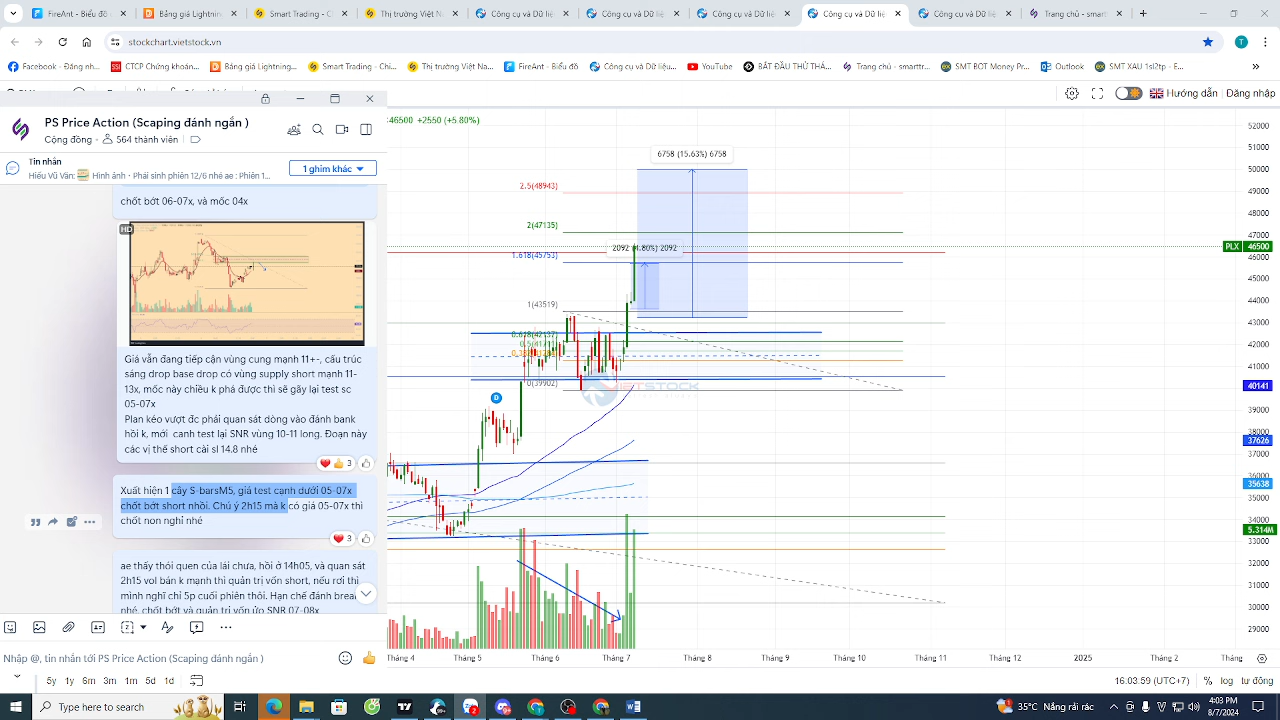 FireAnt - Biểu đồ
Bảng giá Lightning
Smart Trading - C
Thị trường Việt N
Công cụ và Dữ liệ
Công cụ và Dữ liệ
Công cụ và Dữ liệ
Công cụ và Dữ liệ
Công cụ và Dữ liệ
Trang chủ - smart
stockchart.vietstock.vn
T
Facebook - Đăng nh...
CTCP Chứng khoán...
Bảng giá Lightning...
Smart Trading - Chi...
Thị trường Việt Na...
FireAnt - Biểu đồ...
Công cụ và Dữ liệu...
YouTube
BẮT ĐẦU THỬ THÁ...
Trang chủ - smarttr...
SMT BOT Money Pr...
Outlook
SMT XAU 1sl2tp - E...
Hướng dẫn
Đăng nhập
PS Price Action (Scaping đánh ngắn )
Cộng đồng
564 thành viên
Tin nhắn
Hiếu Vũ Văn: Hình ảnh - Phái sinh phiên 12/6 nhé ae : Phiên 1...
1 ghim khác
chốt bớt 06-07x, và mốc 04x
HD
Giá vẫn đang tiếp cận vùng cung mạnh 11+-, cấu trúc
sáng drop base drop có vùng supply short mạnh 11-
13x, mốc này chiều k phá được thì sẽ gãy lại test sc
05-07x
Plan kéo vượt đc phải quan sát dòng vào đánh bank
hồi k, mới canh test lại SNR vùng 10-11 long. Đoạn này
các vị thế short cài sl 14.8 nhé
3
Xuất hiện 1 cây S-barsM5, giá test cạnh dưới 05-07x
chốt bớt short nhồi. Chú ý 2h15 mà k có giá 05-07x thì
chốt non nghỉ nhé
3
ae thấy thói quen của lái chưa, hồi ở 14h05, và quan sát
2h15 vol bán k mạnh thì quản trị vốn short, nếu rơi thì
mình nghĩ chỉ 5p cuối phiên thôi. Hạn chế đánh brea
nhé, chốt bớt và quản trị vốn ứp SNR 07-08x
Nhập @, tin nhắn tới PS Price Action (Scaping đánh ngắn )
46500 +2550 (+5.80%)
6758 (15.63%) 6758
2.5(48943)
2(47135)
2092 (4.80%) 2092
1.618(45753)
1(43519)
0.618(42137)
0(39902)
VIETSTOCK
D
52000
51000
50000
49000
48000
47000
PLX 46500
46000
45000
44000
43000
42000
41000
40141
39000
38000
37626
37000
36000
35638
34000
5.314M
33000
32000
31000
30000
29000
Tháng 4
Tháng 5
Tháng 6
Tháng 7
Tháng 8
Tháng 9
Tháng 10
Tháng 11
Tháng 12
2025
Tháng 2
Tháng
5y 1y 6m 3m 1m 5d 1d
16:03:59 (UTC+7)
% log tự động
Type here to search
35°C Nắng rải rác
4:03 PM
8/7/2024